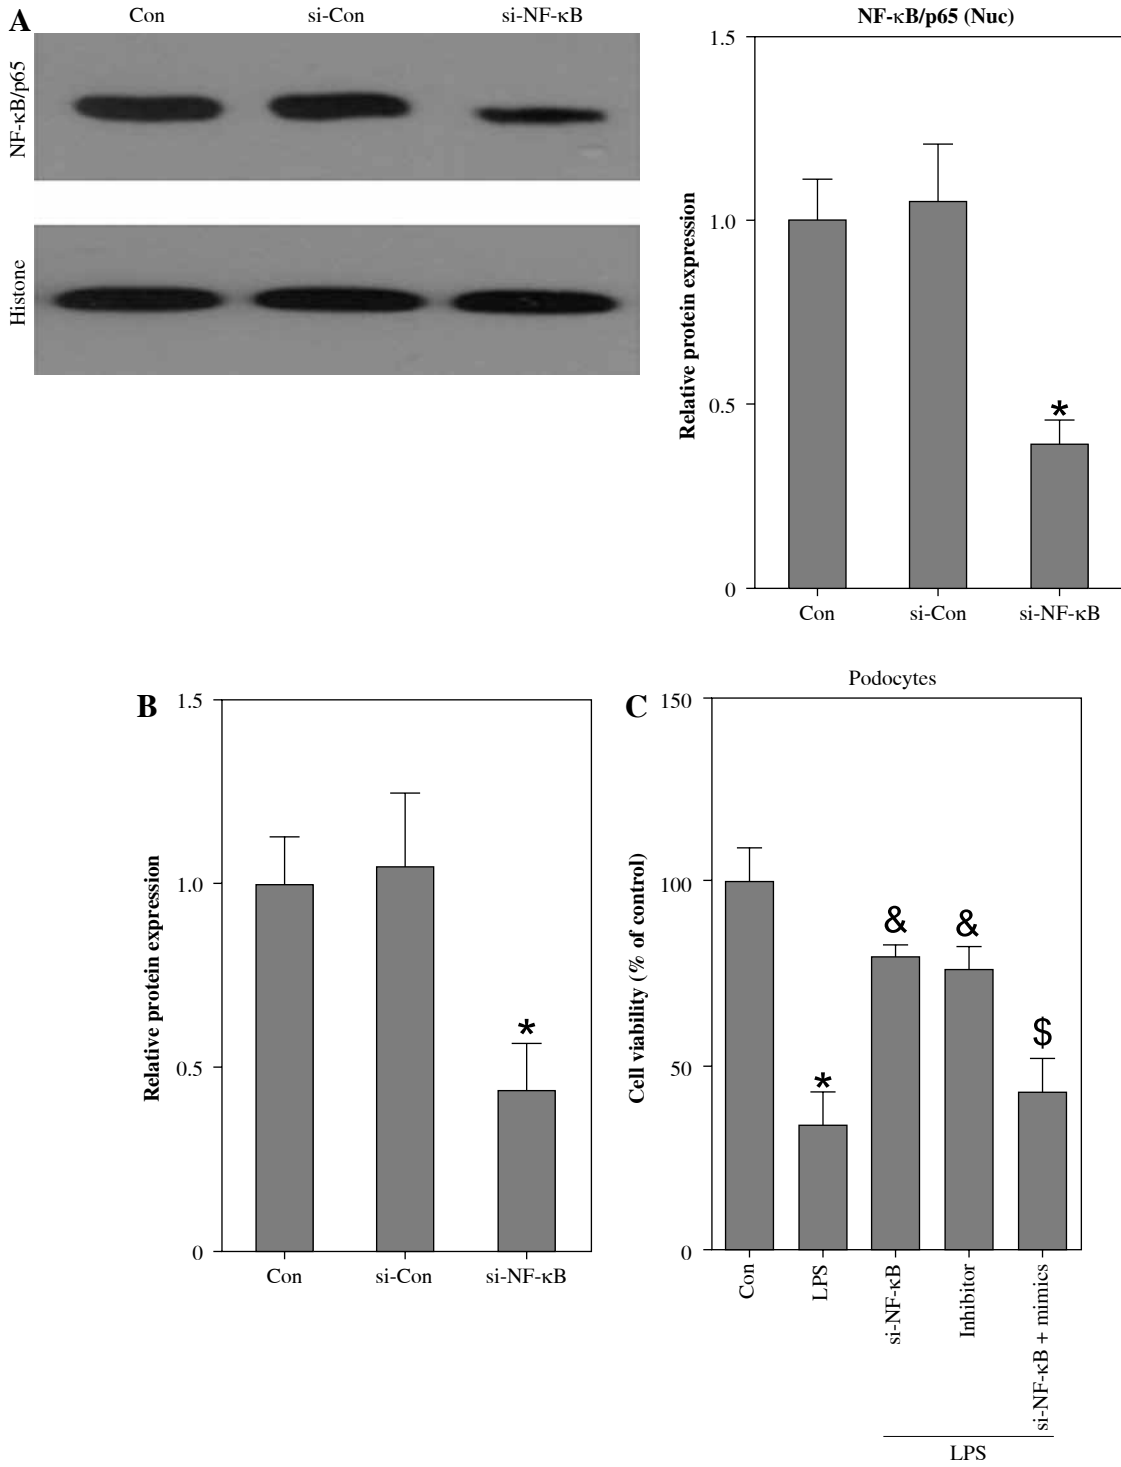 A
Con
si-Con
si-NF-κB
NF-κB/p65
Histone
NF-κB/p65 (Nuc)
Relative protein expression
1.5
1.0
0.5
0
*
Con
si-Con
si-NF-κB
B
Relative protein expression
1.5
1.0
0.5
0
*
Con
si-Con
si-NF-κB
C
Podocytes
Cell viability (% of control)
150
100
50
0
*
&
&
$
Con
LPS
si-NF-κB
Inhibitor
si-NF-κB + mimics
LPS